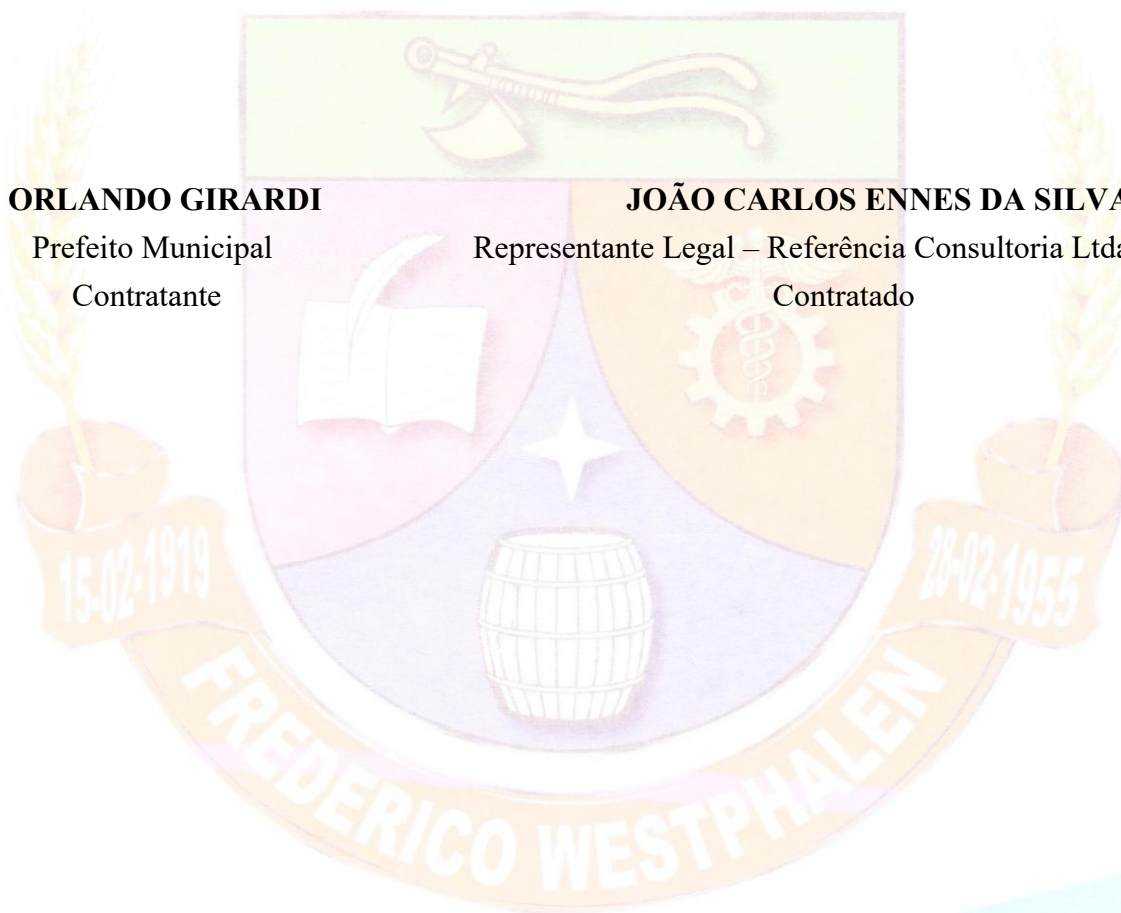 ORLANDO GIRARDI
Prefeito Municipal
Contratante
JOÃO CARLOS ENNES DA SILVA
Representante Legal – Referência Consultoria Ltda
Contratado
15-02-1919
28-02-1955
FREDERICO WESTPHALEN